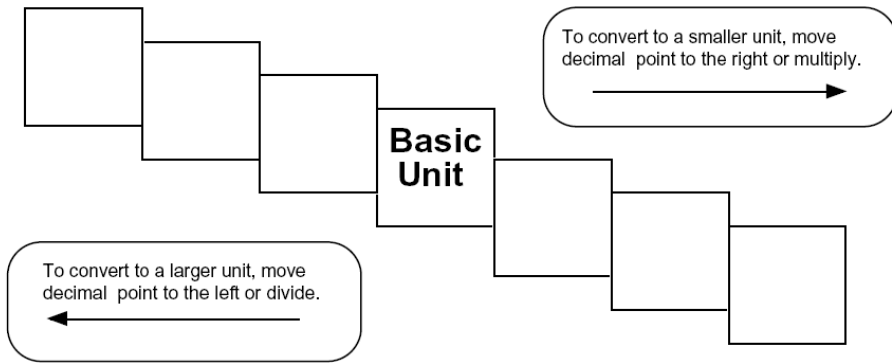 To convert to a smaller unit, move
decimal point to the right or multiply.
Basic
Unit
To convert to a larger unit, move
decimal point to the left or divide.